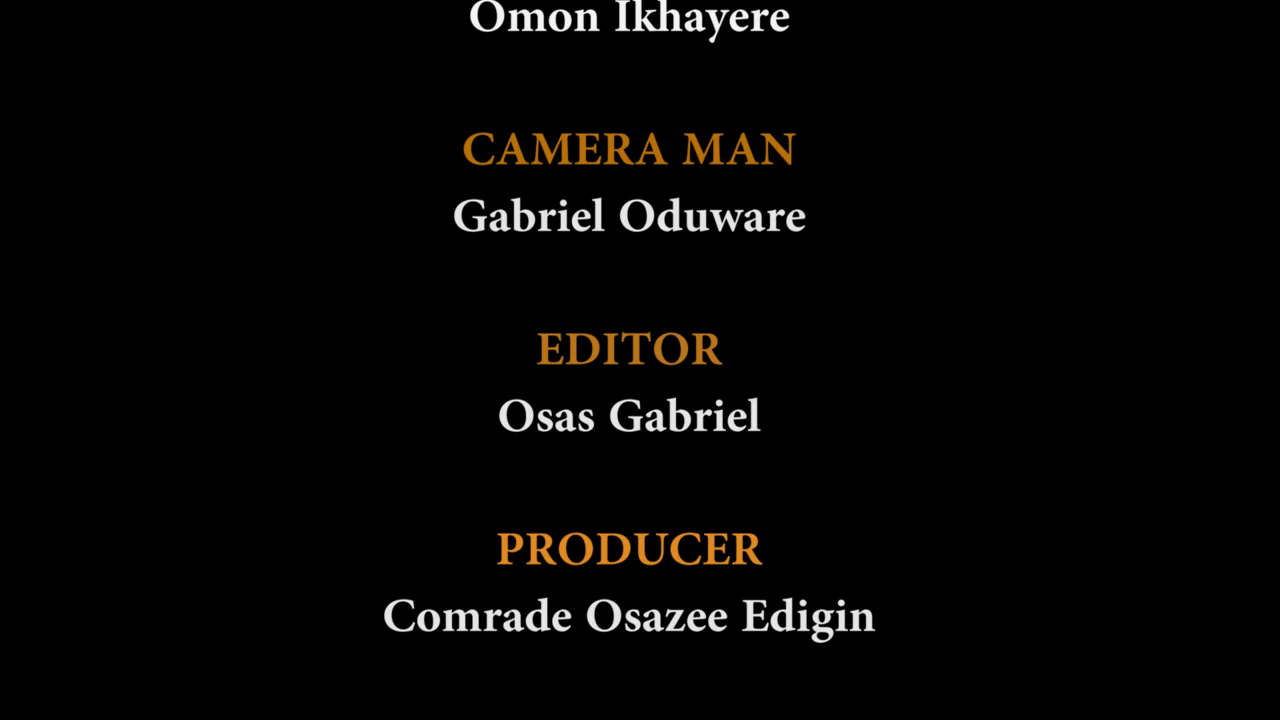 Omon Ikhayere
CAMERA MAN
Gabriel Oduware
EDITOR
Osas Gabriel
PRODUCER
Comrade Osazee Edigin